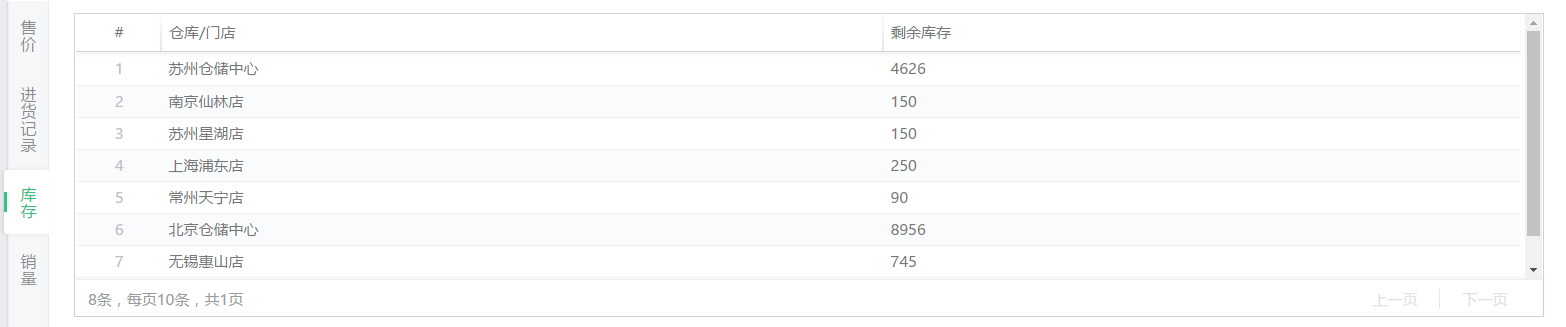 售价
进货记录
库存
销量
# 仓库/门店 剩余库存
1 苏州仓储中心 4626
2 南京仙林店 150
3 苏州星湖店 150
4 上海浦东店 250
5 常州天宁店 90
6 北京仓储中心 8956
7 无锡惠山店 745
8条，每页10条，共1页 上一页 下一页